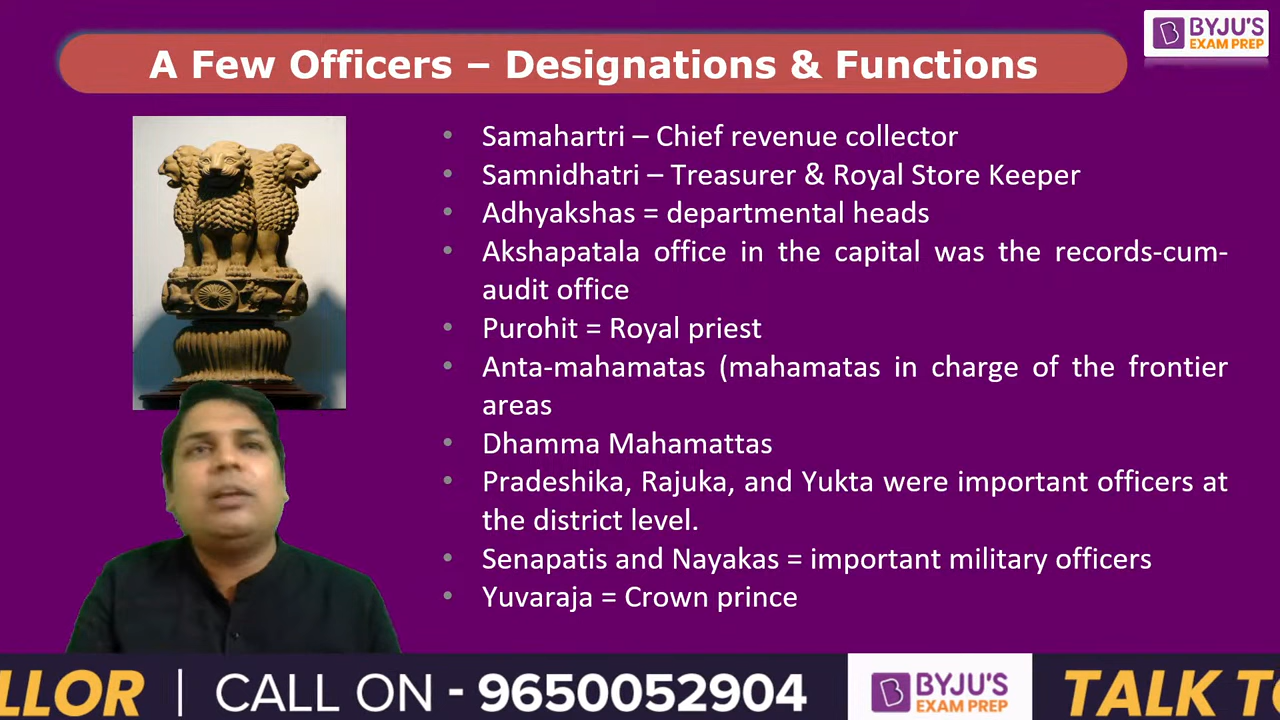 BYJU'S
EXAM PREP
A Few Officers – Designations & Functions
• Samahartri – Chief revenue collector
• Samnidhatri – Treasurer & Royal Store Keeper
• Adhyakshas = departmental heads
• Akshapatala office in the capital was the records-cum-
audit office
• Purohit = Royal priest
• Anta-mahamatas (mahamatas in charge of the frontier
areas
• Dhamma Mahamattas
• Pradeshika, Rajuka, and Yukta were important officers at
the district level.
• Senapatis and Nayakas = important military officers
• Yuvaraja = Crown prince
LLOR | CALL ON - 9650052904 BYJU'S EXAM PREP TALK TO